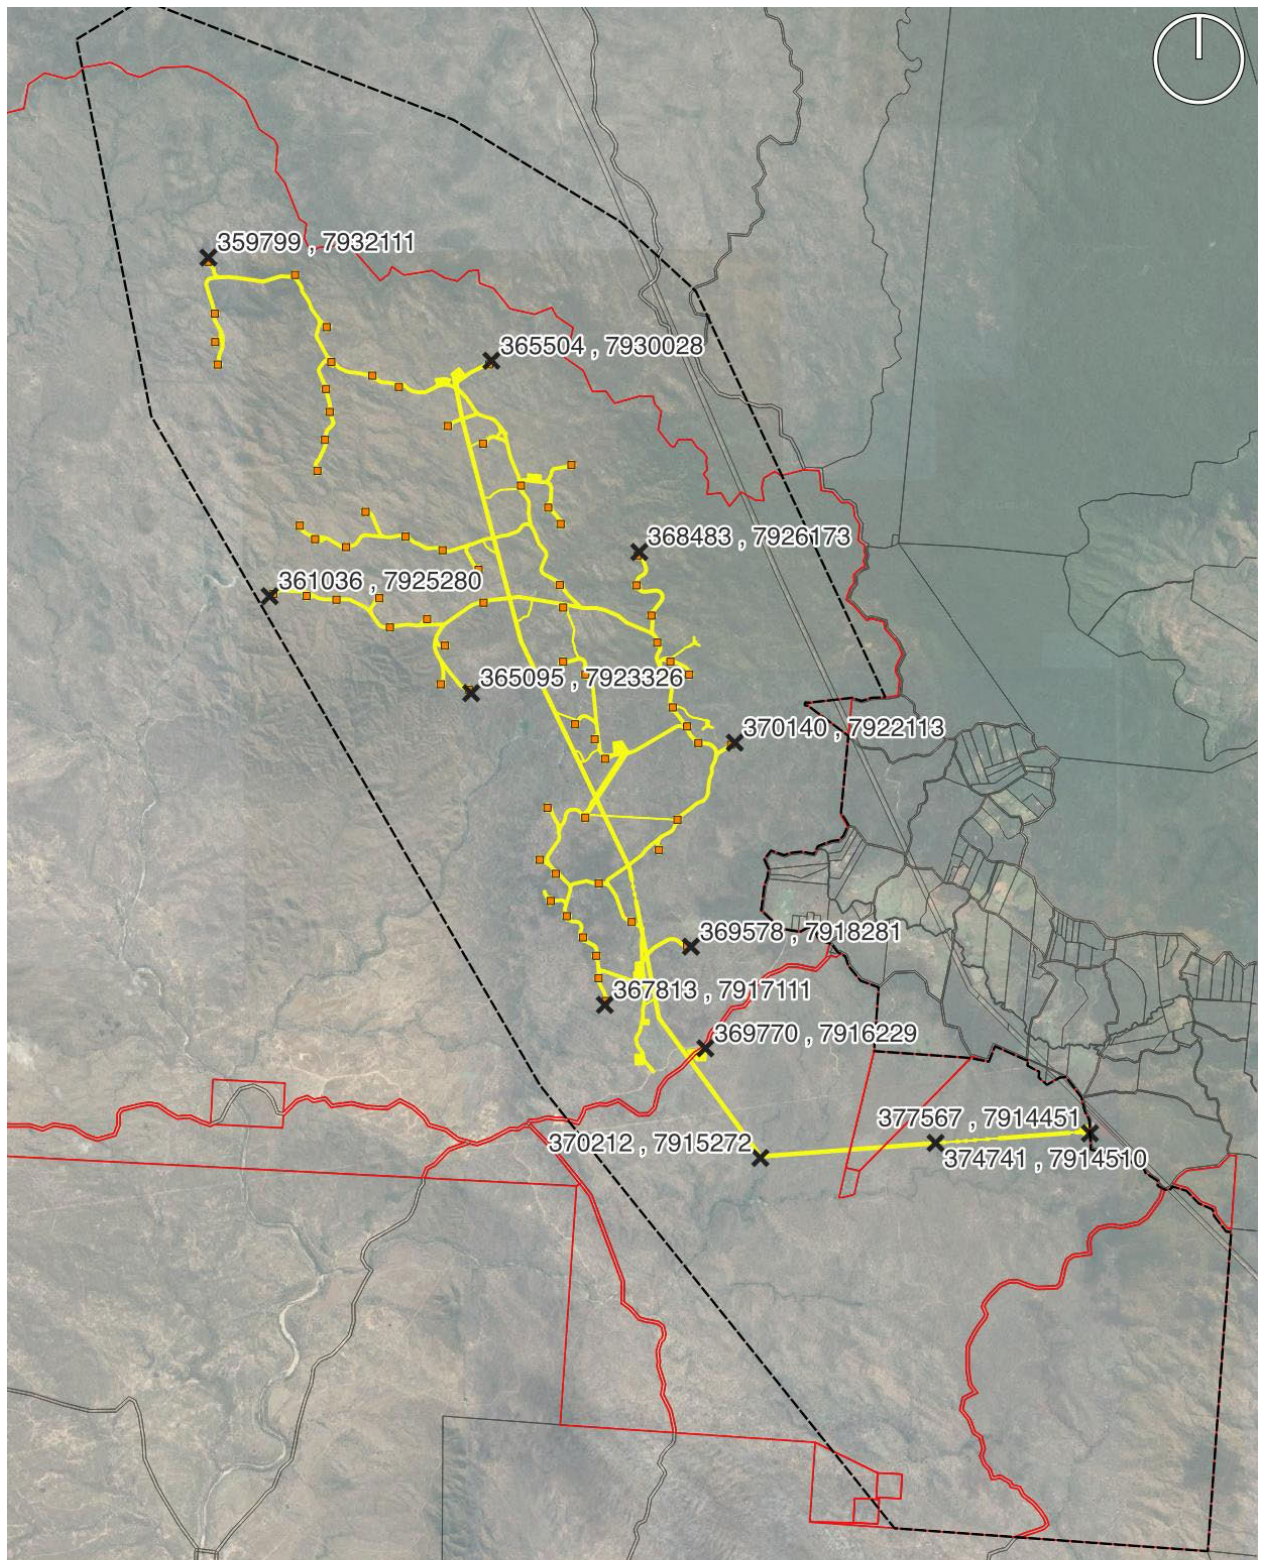 359799 , 7932111
365504 , 7930028
368483 , 7926173
361036 , 7925280
365095 , 7923326
370140 , 7922113
369578 , 7918281
367813 , 7917111
369770 , 7916229
377567 , 7914451
370212 , 7915272
374741 , 7914510